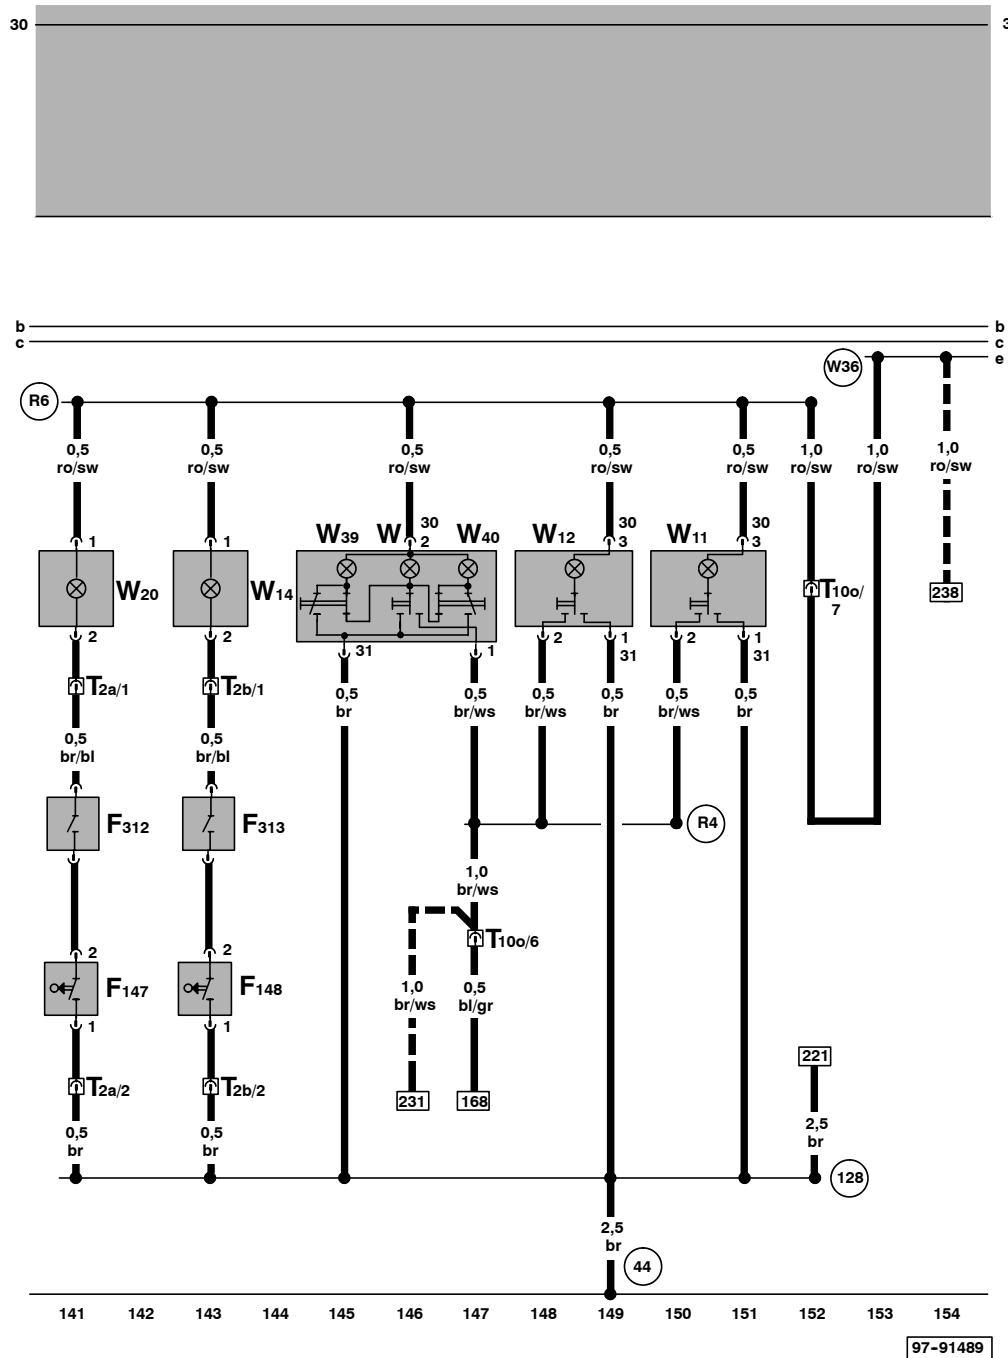 30 3
b b
c c
e
W36
R6
0,5 0,5 0,5 0,5 0,5 1,0 1,0 1,0
ro/sw ro/sw ro/sw ro/sw ro/sw ro/sw ro/sw ro/sw
30 30 30
1 1 W39 W 2 W40 W12 3 W11 3
W20 W14 T10o/ 238
7
2 2 2 1 2 1
31 1 31 31
T2a/1 T2b/1
0,5 0,5 0,5 0,5 0,5 0,5
br br/ws br/ws br br/ws br
0,5 0,5
br/bl br/bl
F312 F313 R4
1,0
br/ws
T10o/6
2 2
F147 F148
1,0 0,5
br/ws bl/gr
1 1
221
T2a/2 T2b/2
231 168
0,5 0,5 2,5
br br br
128
2,5
br
44
141 142 143 144 145 146 147 148 149 150 151 152 153 154
97-91489